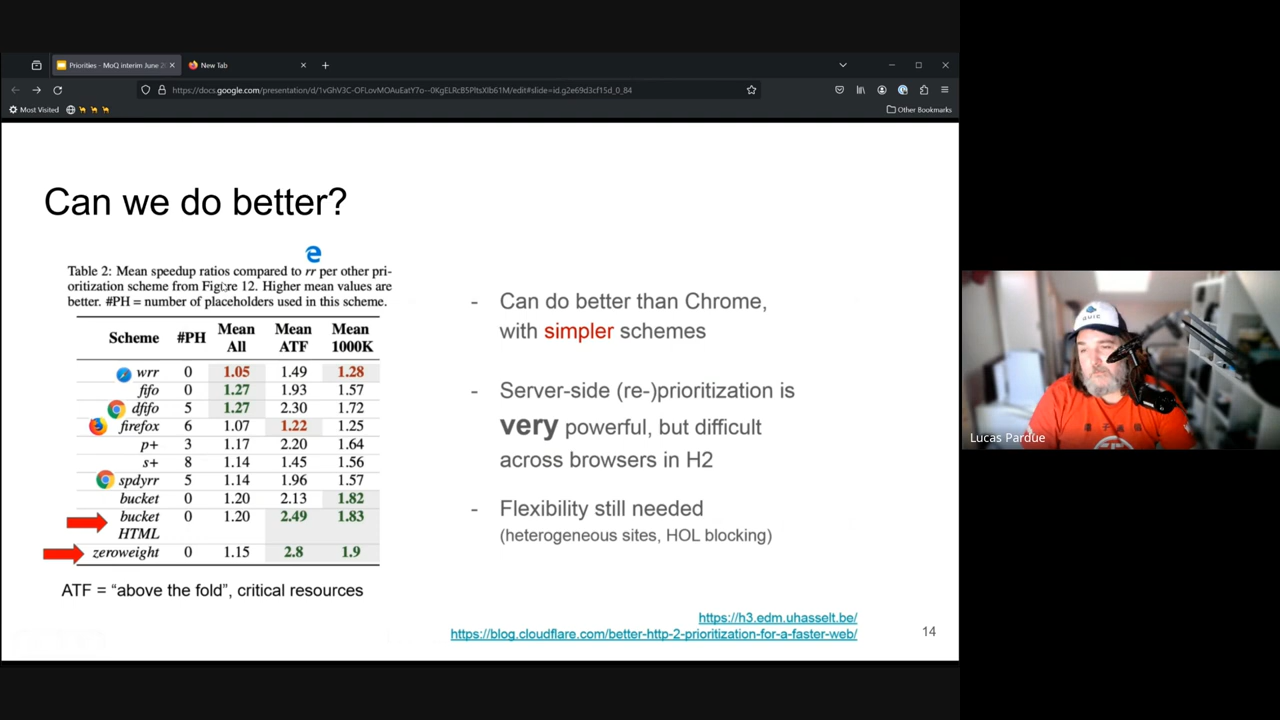 Priorities - MoQ interim June 2
New Tab
https://docs.google.com/presentation/d/1vGhV3C-OFLovMOAuEatY7o--0KgELRcB5PltsXlb61M/edit#slide=id.g2e69d3cf15d_0_84
Most Visited
Other Bookmarks
Can we do better?
Table 2: Mean speedup ratios compared to rr per other pri-
oritization scheme from Figure 12. Higher mean values are
better. #PH = number of placeholders used in this scheme.
Scheme #PH Mean All Mean ATF Mean 1000K
wrr 0 1.05 1.49 1.28
fifo 0 1.27 1.93 1.57
dfifo 5 1.27 2.30 1.72
firefox 6 1.07 1.22 1.25
p+ 3 1.17 2.20 1.64
s+ 8 1.14 1.45 1.56
spdyrr 5 1.14 1.96 1.57
bucket 0 1.20 2.13 1.82
bucket 0 1.20 2.49 1.83
HTML
zeroweight 0 1.15 2.8 1.9
ATF = “above the fold”, critical resources
- Can do better than Chrome,
with simpler schemes
- Server-side (re-)prioritization is
very powerful, but difficult
across browsers in H2
- Flexibility still needed
(heterogeneous sites, HOL blocking)
https://h3.edm.uhasselt.be/
https://blog.cloudflare.com/better-http-2-prioritization-for-a-faster-web/
14
QUIC
Lucas Pardue